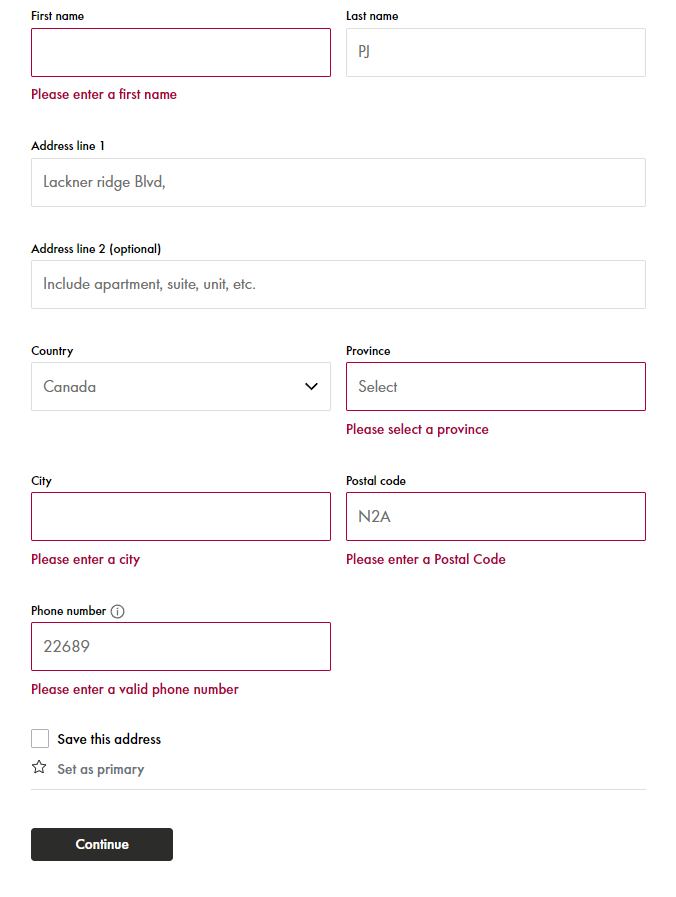 First name Last name
PJ
Please enter a first name
Address line 1
Lackner ridge Blvd,
Address line 2 (optional)
Include apartment, suite, unit, etc.
Country Province
Canada Select
Please select a province
City Postal code
N2A
Please enter a city Please enter a Postal Code
Phone number
22689
Please enter a valid phone number
Save this address
Set as primary
Continue